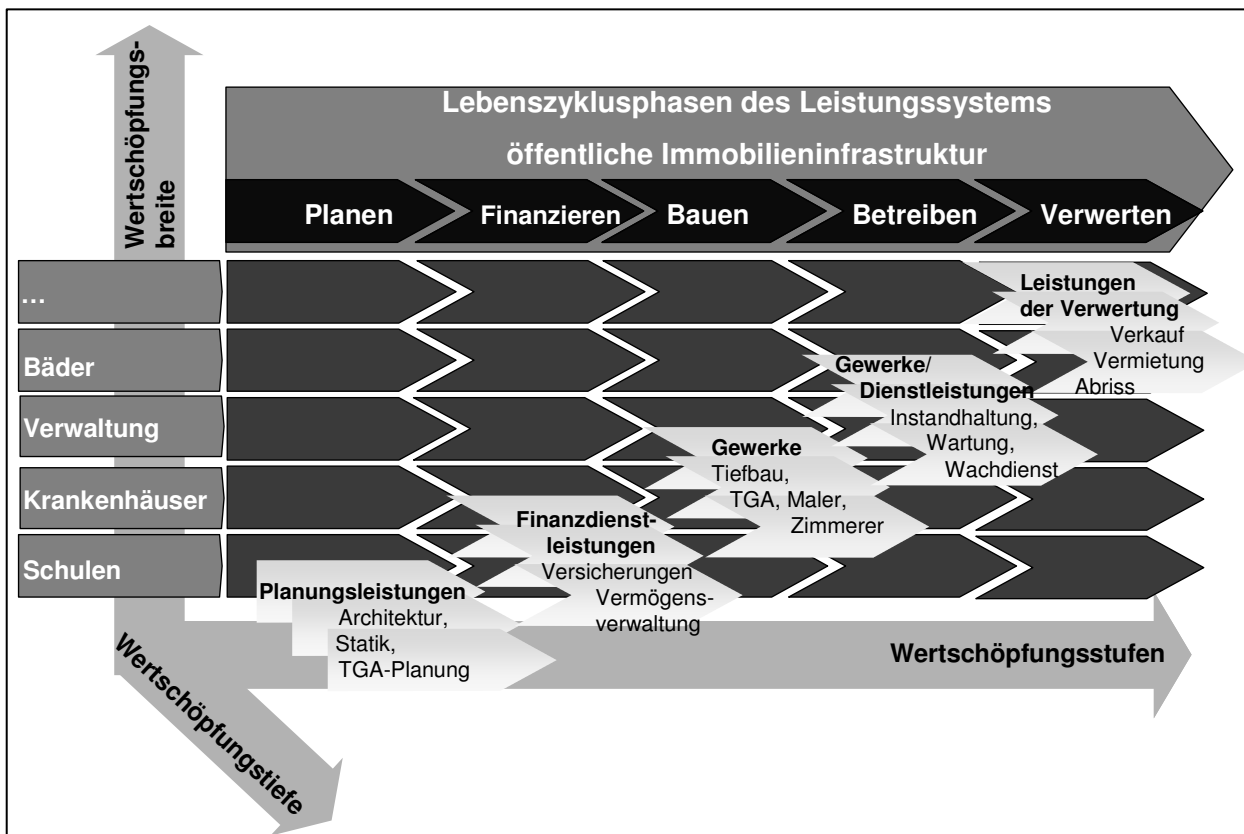 Wertschöpfungs-
breite
Lebenszyklusphasen des Leistungssystems
öffentliche Immobilieninfrastruktur
Planen
Finanzieren
Bauen
Betreiben
Verwerten
...
Bäder
Verwaltung
Krankenhäuser
Schulen
Leistungen
der Verwertung
Verkauf
Vermietung
Abriss
Gewerke/
Dienstleistungen
Instandhaltung,
Wartung,
Wachdienst
Gewerke
Tiefbau,
TGA, Maler,
Zimmerer
Finanzdienst-
leistungen
Versicherungen
Vermögens-
verwaltung
Planungsleistungen
Architektur,
Statik,
TGA-Planung
Wertschöpfungsstufen
Wertschöpfungstiefe